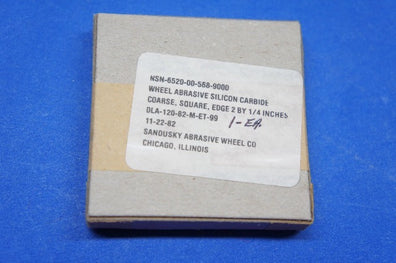 NSN-6520-00-568-9000
WHEEL ABRASIVE SILICON CARBIDE
COARSE, SQUARE, EDGE 2 BY 1/4 INCHES
DLA-120-82-M-ET-99 1-EA.
11-22-82
SANDUSKY ABRASIVE WHEEL CO
CHICAGO, ILLINOIS